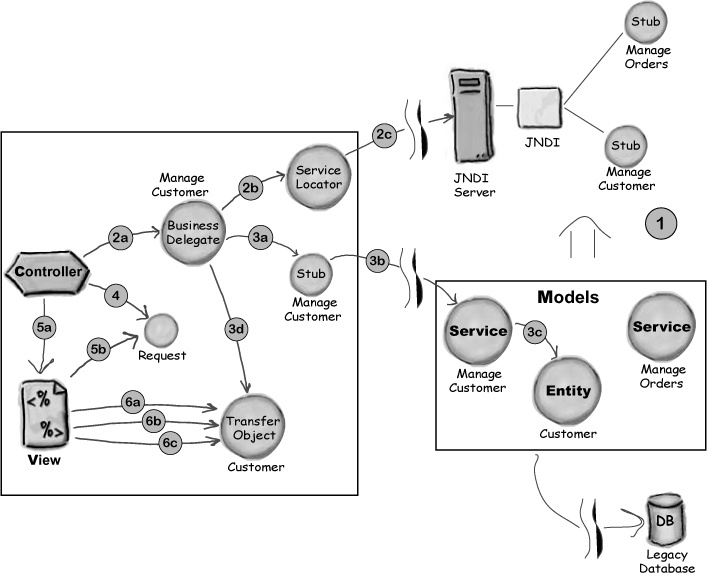 Stub
Manage
Orders
2c
JNDI
JNDI
Server
Stub
Manage
Customer
1
Manage
Customer
Service
Locator
2b
2a
Business
Delegate
3a
Stub
Manage
Customer
3b
Controller
4
5a
5b
Request
3d
<%
%>
View
6a
6b
6c
Transfer
Object
Customer
Models
Service
Manage
Customer
3c
Entity
Customer
Service
Manage
Orders
DB
Legacy
Database